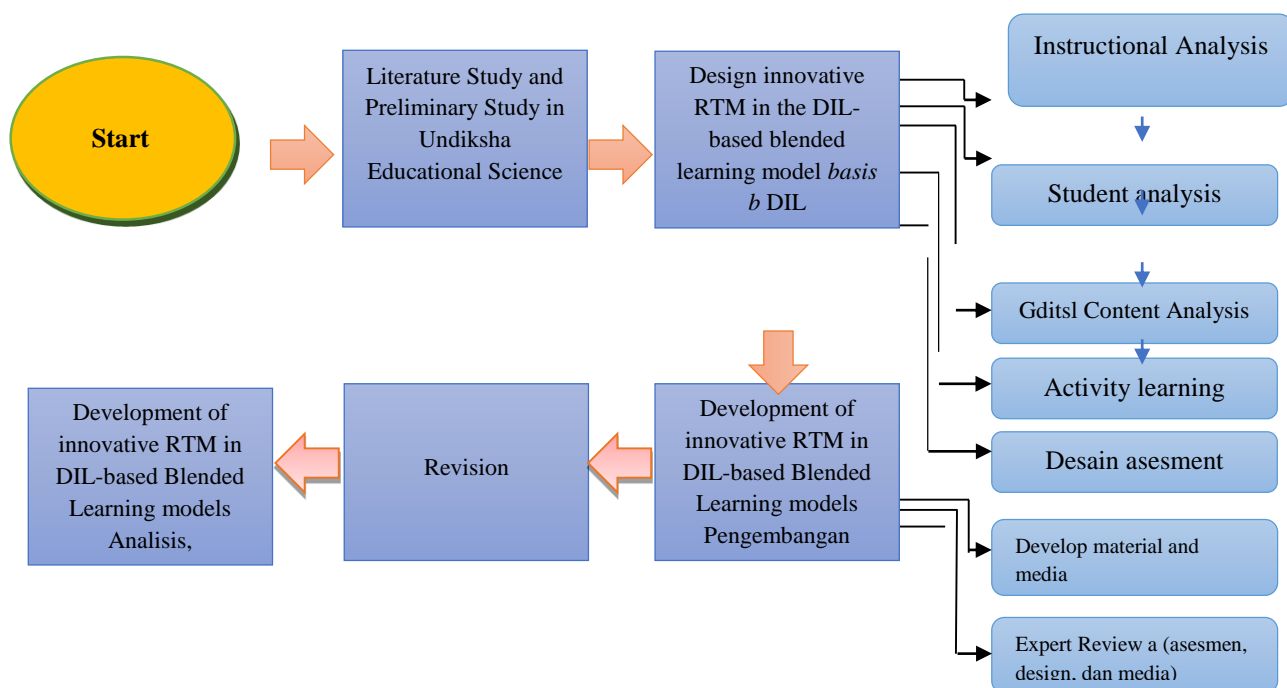 Start
Literature Study and
Preliminary Study in
Undiksha
Educational Science
Design innovative
RTM in the DIL-
based blended
learning model basis
b DIL
Instructional Analysis
Student analysis
Gditsl Content Analysis
Activity learning
Desain asesment
Development of
innovative RTM in
DIL-based Blended
Learning models
Pengembangan
Revision
Development of
innovative RTM in
DIL-based Blended
Learning models
Analisis,
Develop material and
media
Expert Review a (asesmen,
design, dan media)